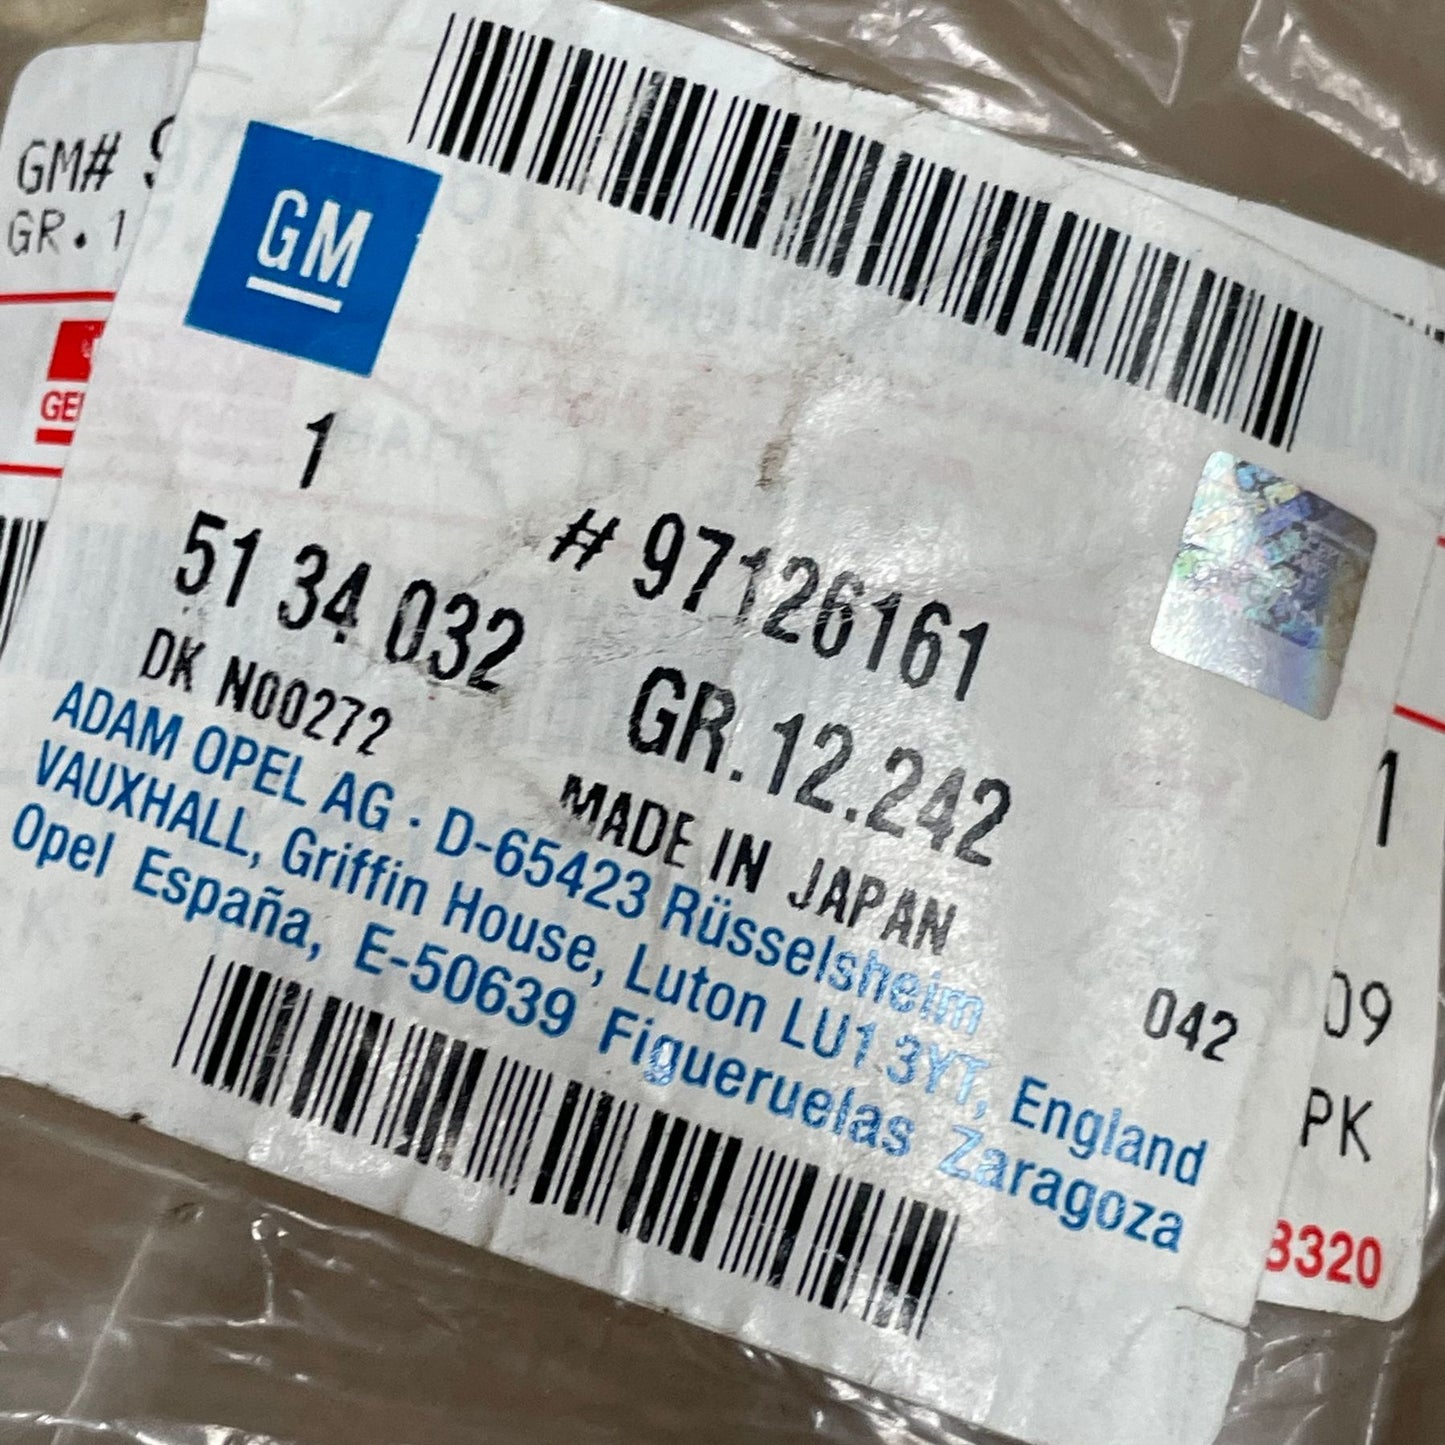 GM#
GR. 1
GM
1
# 97126161
51 34 032
GR.12.242
DK N00272
MADE IN JAPAN
ADAM OPEL AG · D-65423 Rüsselsheim
VAUXHALL, Griffin House, Luton LU1 3YT, England
Opel España, E-50639 Figueruelas Zaragoza
042
1
09
PK
3320